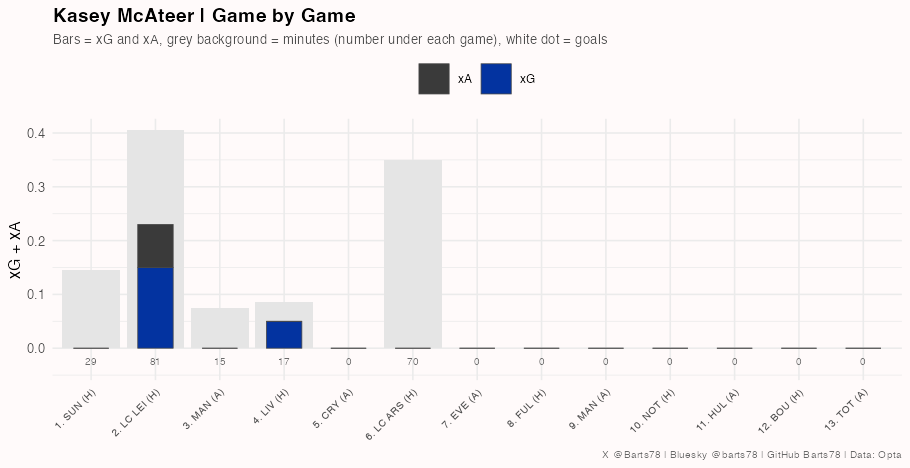 Kasey McAteer | Game by Game
Bars = xG and xA, grey background = minutes (number under each game), white dot = goals
xA xG
xG + xA
0.4
0.3
0.2
0.1
0.0
29 81 15 17 0 70 0 0 0 0 0 0 0
1. SUN (H)
2. LC LEI (H)
3. MAN (A)
4. LIV (H)
5. CRY (A)
6. LC ARS (H)
7. EVE (A)
8. FUL (H)
9. MAN (A)
10. NOT (H)
11. HUL (A)
12. BOU (H)
13. TOT (A)
X @Barts78 | Bluesky @barts78 | GitHub Barts78 | Data: Opta